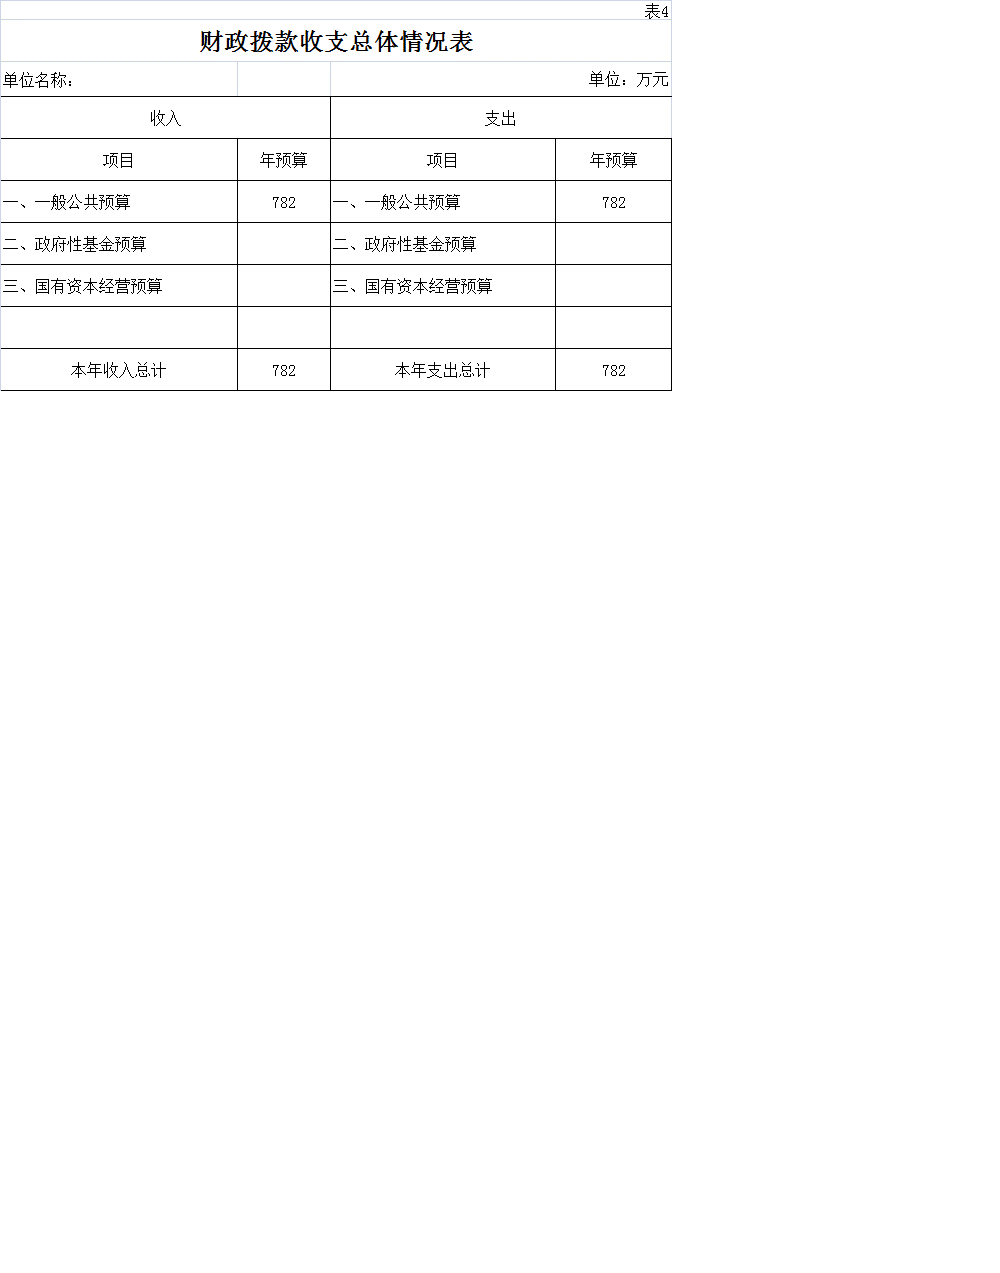 表4
财政拨款收支总体情况表
单位名称： 单位：万元
收入 支出
项目 年预算 项目 年预算
一、一般公共预算 782 一、一般公共预算 782
二、政府性基金预算 二、政府性基金预算
三、国有资本经营预算 三、国有资本经营预算
本年收入总计 782 本年支出总计 782